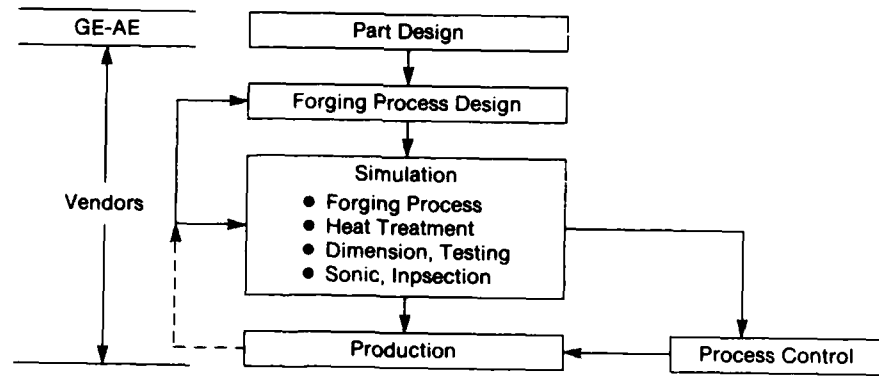 GE-AE
Part Design
Forging Process Design
Simulation
● Forging Process
● Heat Treatment
● Dimension, Testing
● Sonic, Inpsection
Vendors
Production
Process Control